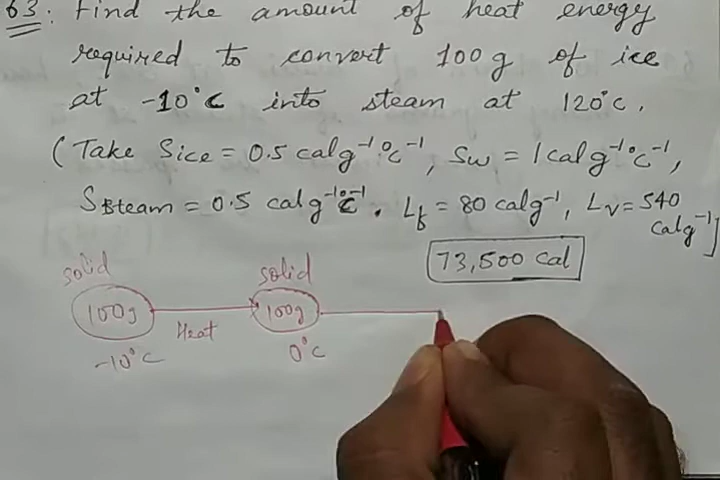 63: Find the amount of heat energy
required to convert 100g of ice
at -10°C into steam at 120°C.
(Take Sice = 0.5 calg⁻¹°C⁻¹, Sw = 1 calg⁻¹°C⁻¹,
Ssteam = 0.5 calg⁻¹°C⁻¹. Lf = 80 calg⁻¹, Lv = 540
calg⁻¹]
73,500 Cal
solid solid
100g Heat 100g
-10°C 0°C